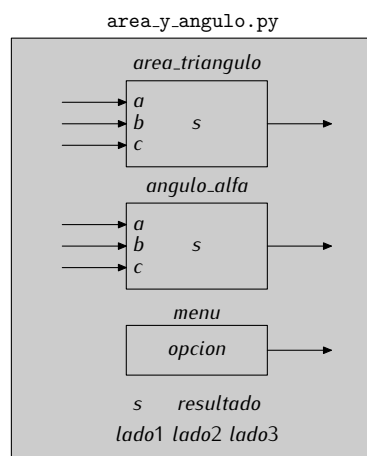 area_y_angulo.py
area_triangulo
a
b s
c
angulo_alfa
a
b s
c
menu
opcion
s resultado
lado1 lado2 lado3